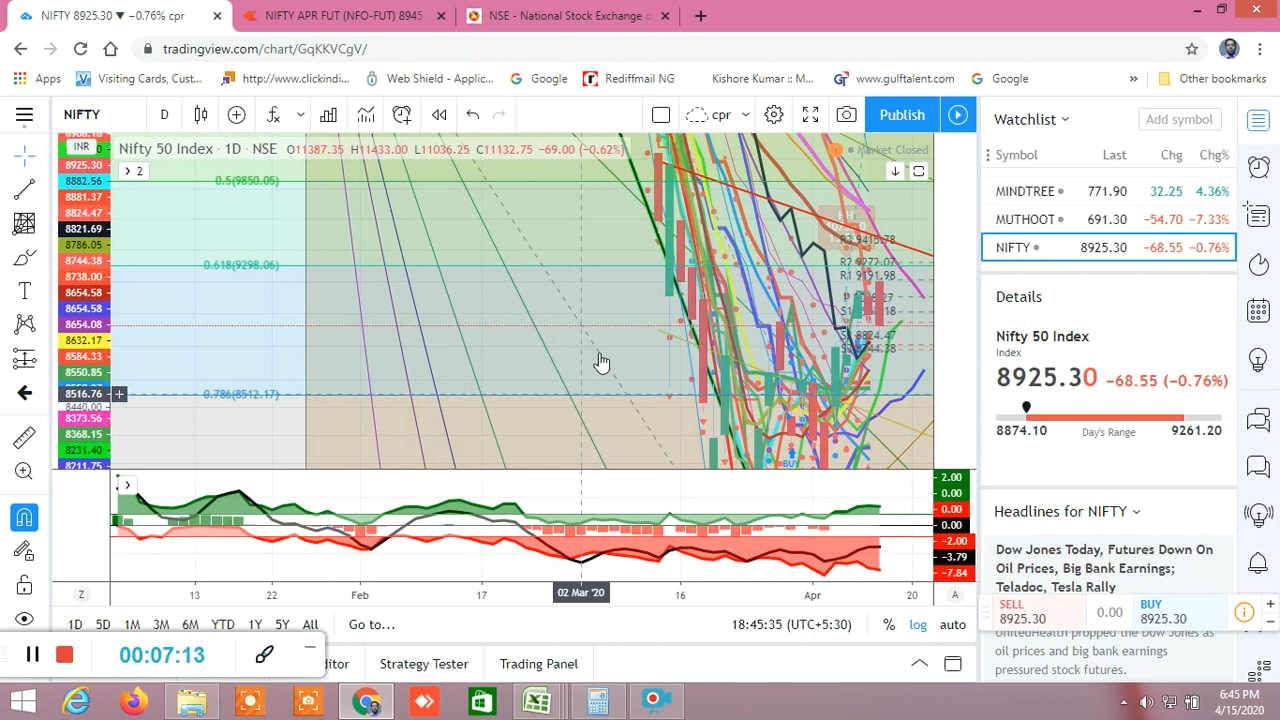 NIFTY 8925.30 ▼ −0.76% cpr
NIFTY APR FUT (NFO-FUT) 8945
NSE - National Stock Exchange o
tradingview.com/chart/GqKKVCgV/
Apps
Visiting Cards, Cust...
http://www.clickindi...
Web Shield - Applic...
Google
Rediffmail NG
Kishore Kumar :: M...
www.gulftalent.com
Google
»
Other bookmarks
NIFTY
D
cpr
Publish
Watchlist
Add symbol
Symbol
Last
Chg
Chg%
MINDTREE
771.90
32.25
4.36%
MUTHOOT
691.30
−54.70
−7.33%
NIFTY
8925.30
−68.55
−0.76%
INR
Nifty 50 Index · 1D · NSE
O11387.35 H11433.00 L11036.25 C11132.75 −69.00 (−0.62%)
Market Closed
2
8925.30
8882.56
8881.37
8824.47
8821.69
8786.05
8744.38
8738.00
8654.58
8654.58
8654.08
8632.17
8584.33
8550.85
8516.76
8440.00
8373.56
8368.15
8231.40
8211.75
0.5(9850.05)
0.618(9298.06)
0.786(8512.17)
R3 9415.78
R2 9272.07
R1 9191.98
S2 8744.38
BUY
Details
Nifty 50 Index
Index
8925.30 −68.55 (−0.76%)
8874.10
Day's Range
9261.20
Headlines for NIFTY
Dow Jones Today, Futures Down On
Oil Prices, Big Bank Earnings;
Teladoc, Tesla Rally
SELL
8925.30
0.00
BUY
8925.30
UnitedHealth propped the Dow Jones as
oil prices and big bank earnings
pressured stock futures.
2.00
0.00
0.00
0.00
−2.00
−3.79
−7.84
Z
13
22
Feb
17
02 Mar '20
16
Apr
20
A
1D
5D
1M
3M
6M
YTD
1Y
5Y
All
Go to...
18:45:35 (UTC+5:30)
%
log
auto
00:07:13
ditor
Strategy Tester
Trading Panel
6:45 PM
4/15/2020